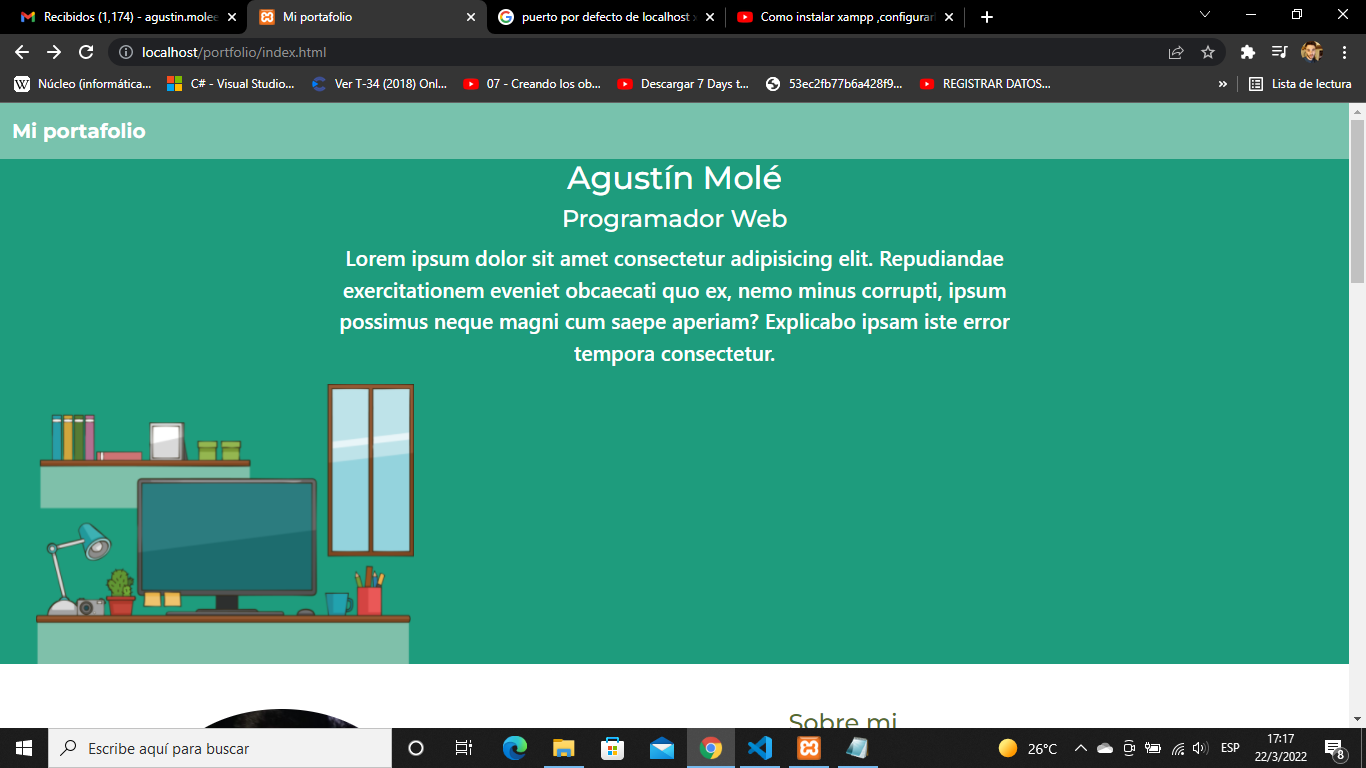 Recibidos (1,174) - agustin.molee
Mi portafolio
puerto por defecto de localhost x
Como instalar xampp ,configurar
localhost/portfolio/index.html
Núcleo (informática...
C# - Visual Studio...
Ver T-34 (2018) Onl...
07 - Creando los ob...
Descargar 7 Days t...
53ec2fb77b6a428f9...
REGISTRAR DATOS...
»
Lista de lectura
Mi portafolio
Agustín Molé
Programador Web
Lorem ipsum dolor sit amet consectetur adipisicing elit. Repudiandae
exercitationem eveniet obcaecati quo ex, nemo minus corrupti, ipsum
possimus neque magni cum saepe aperiam? Explicabo ipsam iste error
tempora consectetur.
Sobre mi
Escribe aquí para buscar
26°C
ESP
17:17
22/3/2022
8